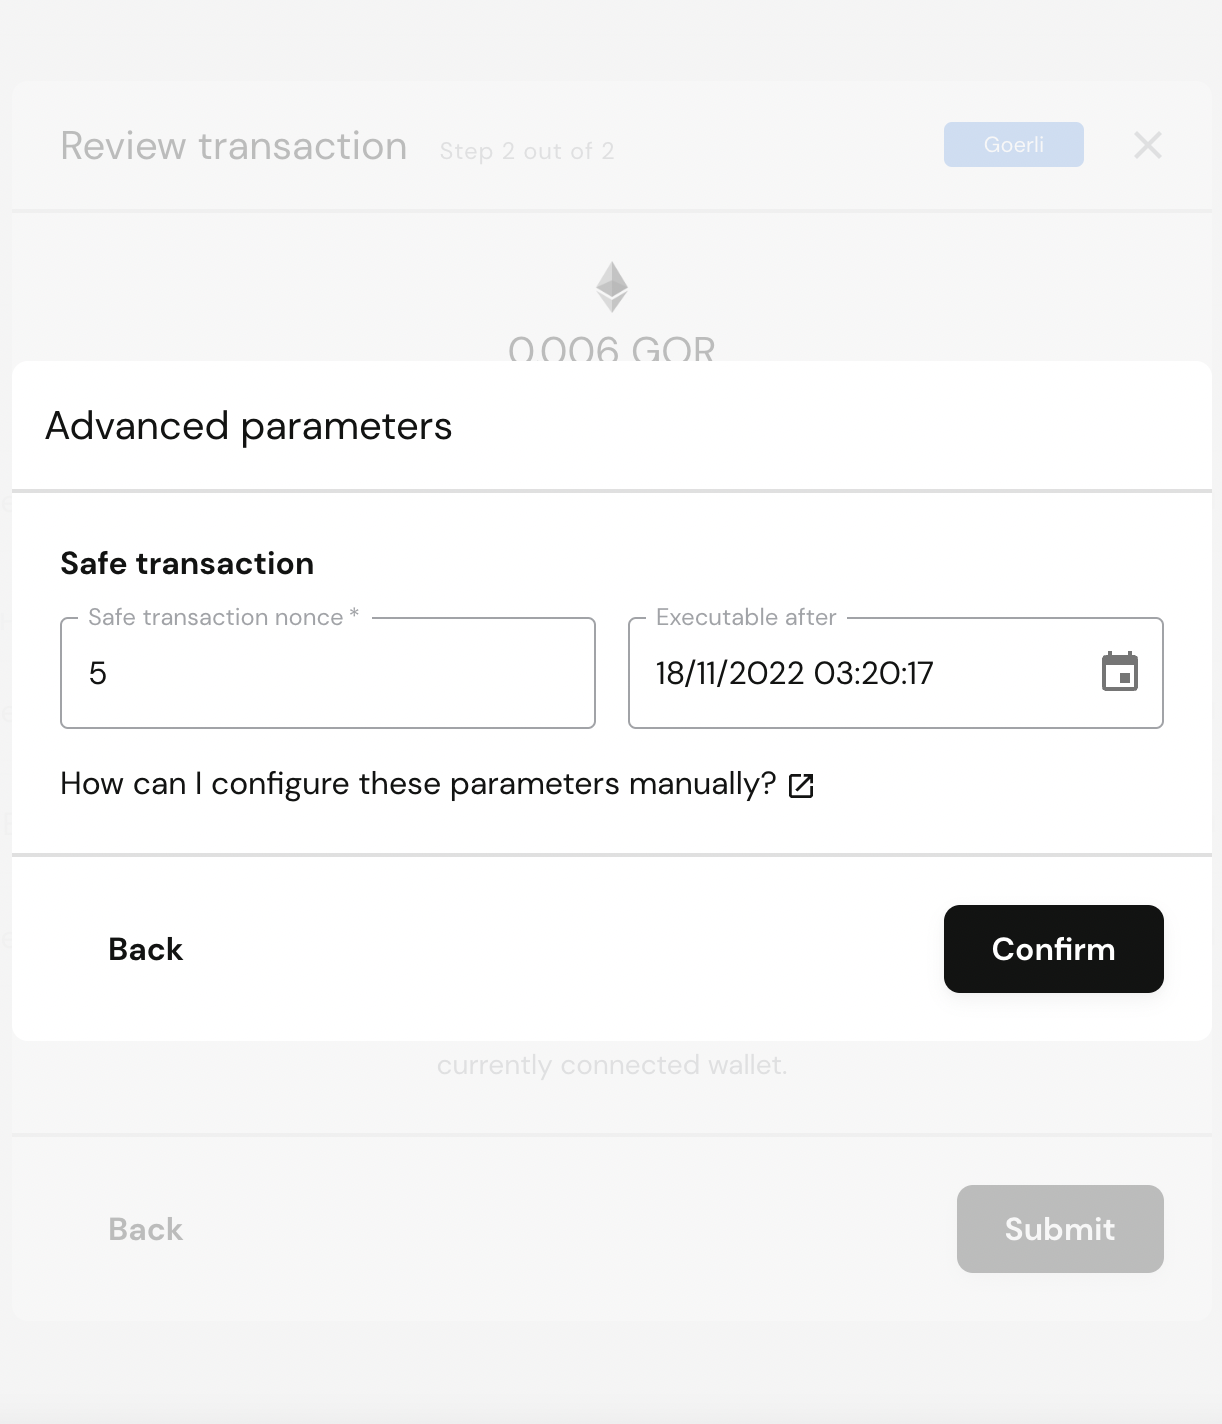 Review transaction Step 2 out of 2 Goerli
0.006 GOR
Advanced parameters
Safe transaction
Safe transaction nonce * Executable after
5 18/11/2022 03:20:17
How can I configure these parameters manually?
Back Confirm
currently connected wallet.
Back Submit